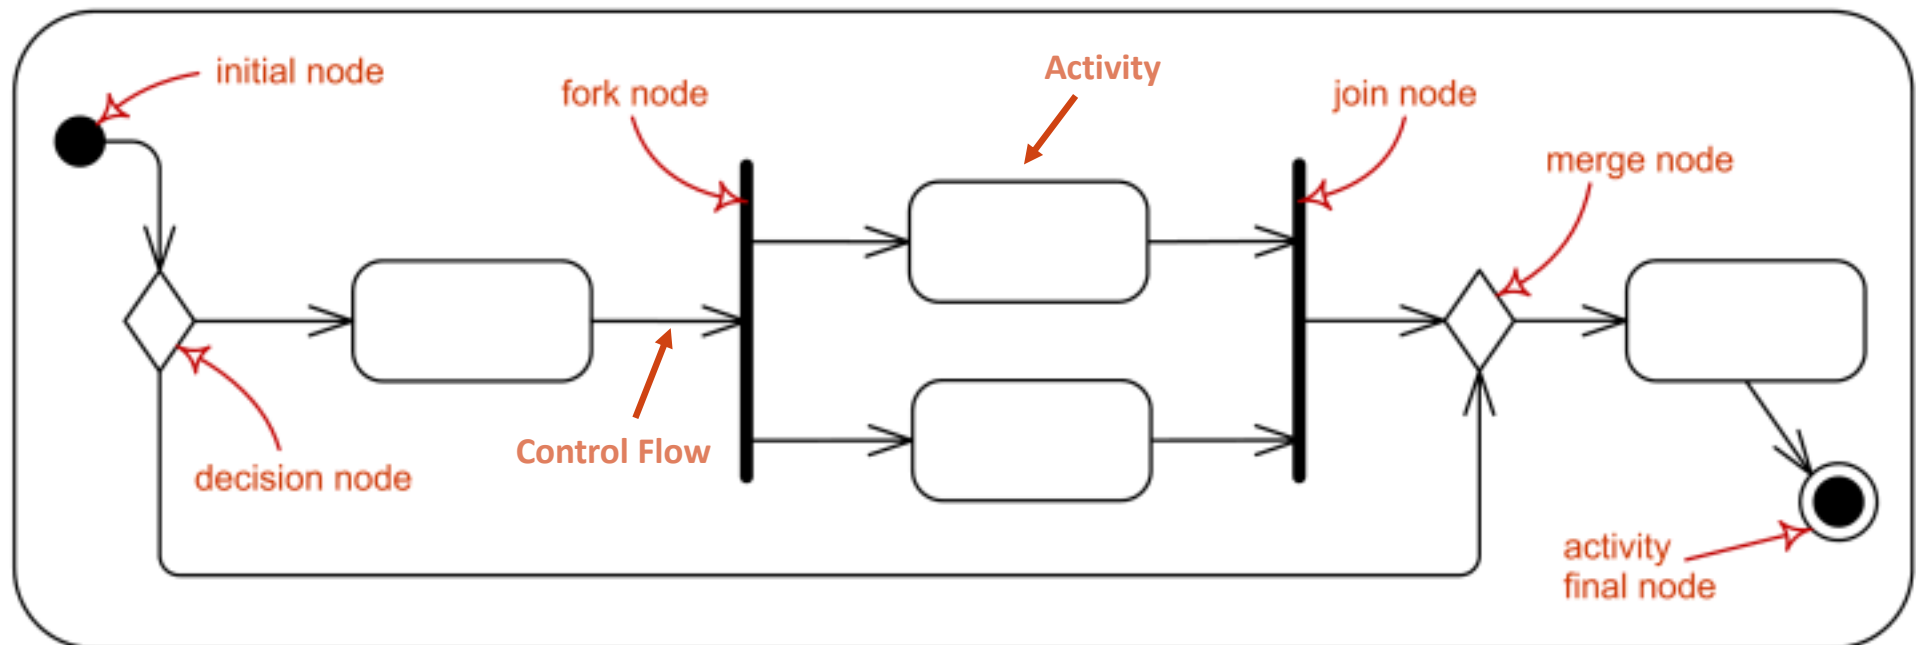 initial node
fork node
Activity
join node
merge node
Control Flow
decision node
activity
final node